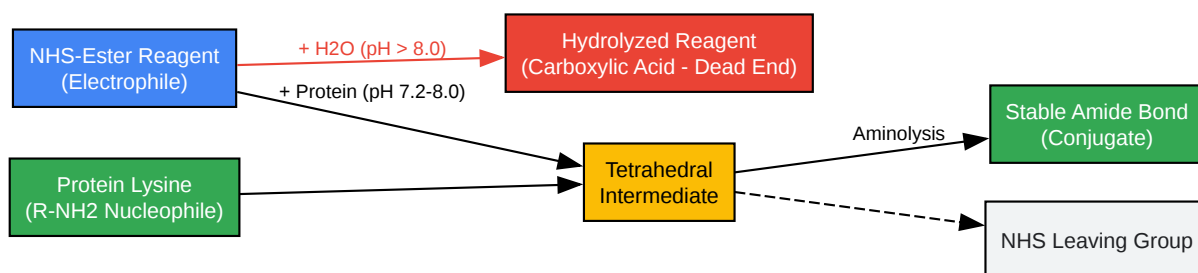 NHS-Ester Reagent
(Electrophile)
+ H2O (pH > 8.0)
Hydrolyzed Reagent
(Carboxylic Acid - Dead End)
+ Protein (pH 7.2-8.0)
Protein Lysine
(R-NH2 Nucleophile)
Tetrahedral
Intermediate
Aminolysis
Stable Amide Bond
(Conjugate)
NHS Leaving Group